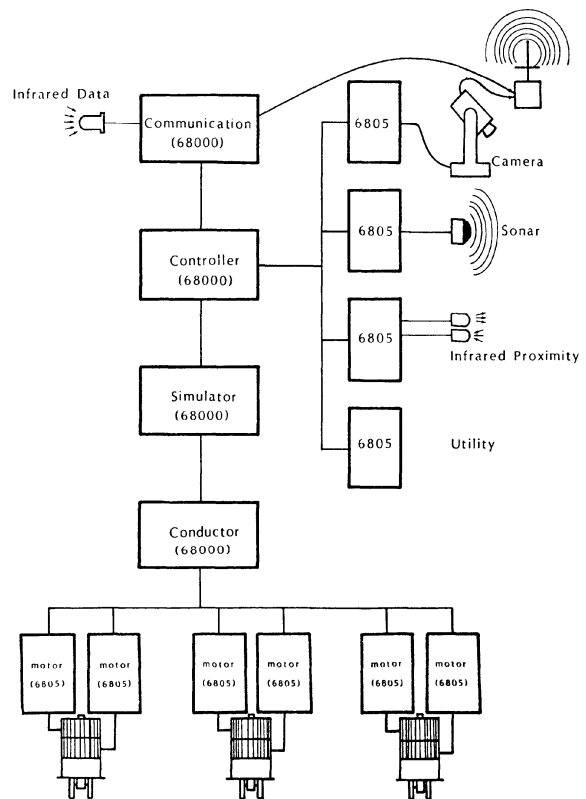 Infrared Data
Communication
(68000)
6805
Camera
Controller
(68000)
6805
Sonar
6805
Infrared Proximity
Simulator
(68000)
6805
Utility
Conductor
(68000)
motor
(6805)
motor
(6805)
motor
(6805)
motor
(6805)
motor
(6805)
motor
(6805)